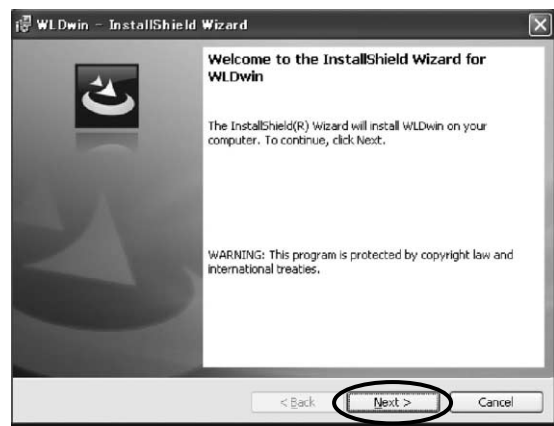 WLDwin - InstallShield Wizard
Welcome to the InstallShield Wizard for
WLDwin
The InstallShield(R) Wizard will install WLDwin on your
computer. To continue, click Next.
WARNING: This program is protected by copyright law and
international treaties.
< Back Next > Cancel